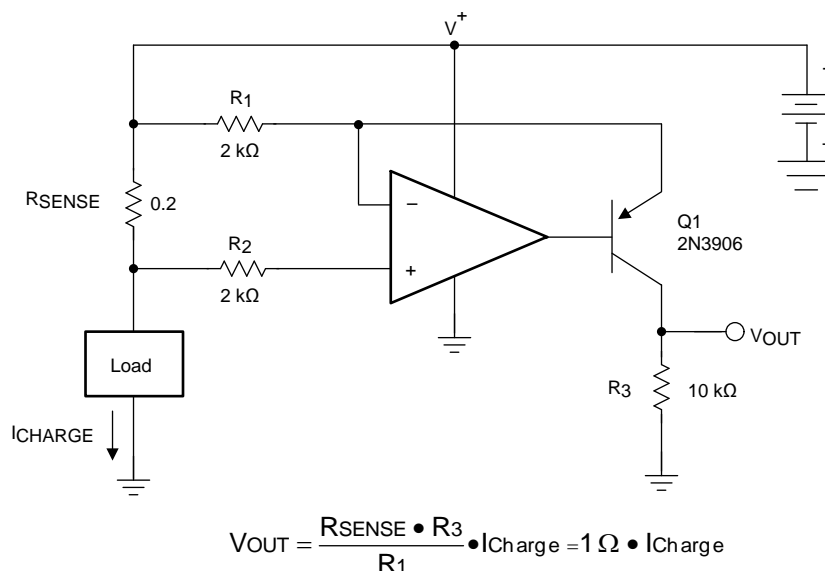 V+
R1
2 kΩ
RSENSE
0.2
R2
2 kΩ
−
+
Q1
2N3906
VOUT
Load
R3
10 kΩ
ICHARGE
VOUT = RSENSE • R3 / R1 • ICharge = 1 Ω • ICharge